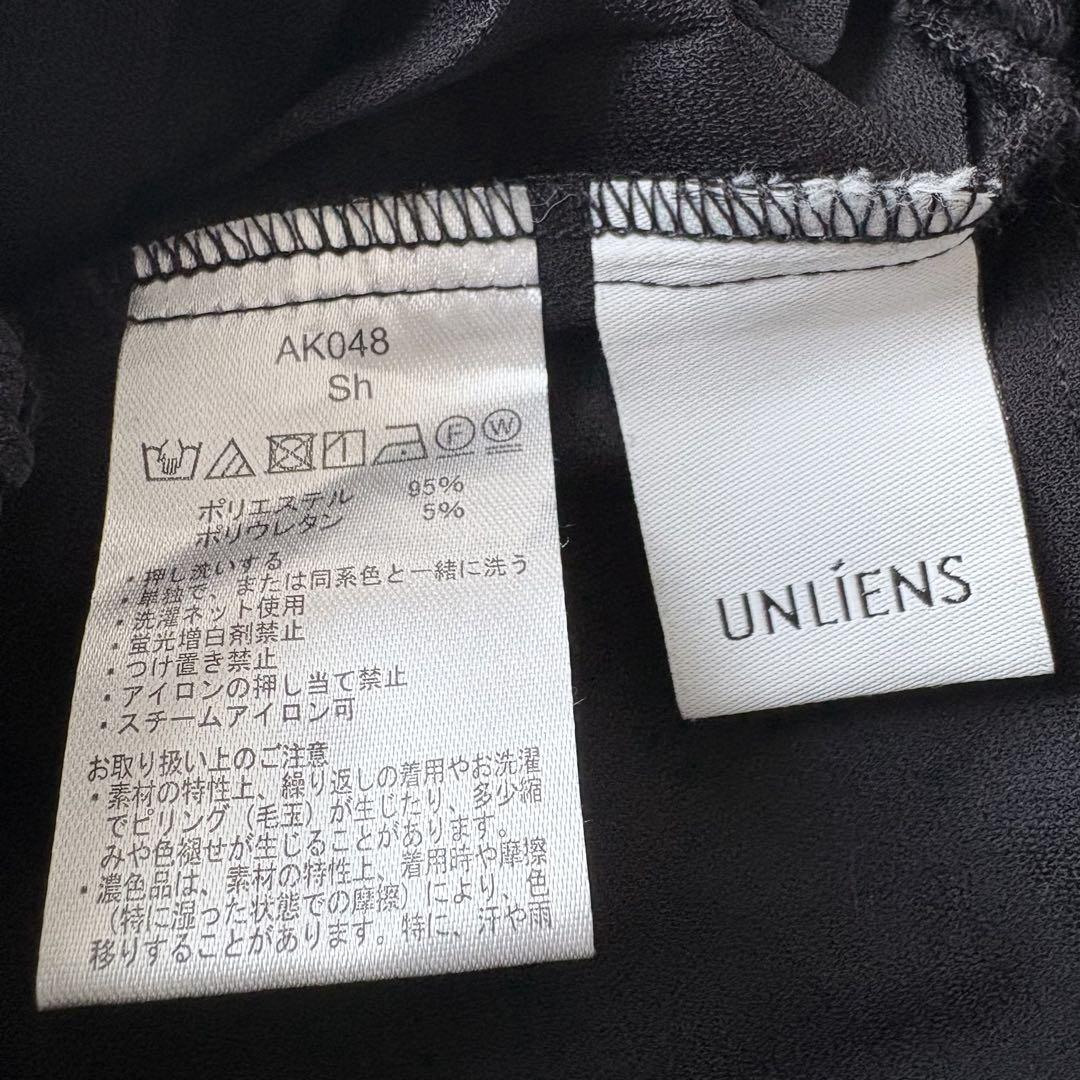 AK048
Sh
F W
ポリエステル 95%
ポリウレタン 5%
・押し洗いする
・単独で、または同系色と一緒に洗う
・洗濯ネット使用
・蛍光増白剤禁止
・つけ置き禁止
・アイロンの押し当て禁止
・スチームアイロン可
お取り扱い上のご注意
・素材の特性上、繰り返しの着用やお洗濯
でピリング（毛玉）が生じたり、多少縮
みや色褪せが生じることがあります。
・濃色品は、素材の特性上、着用時や摩擦
（特に湿った状態での摩擦）により、色
移りすることがあります。特に、汗や雨
UNLÍENS